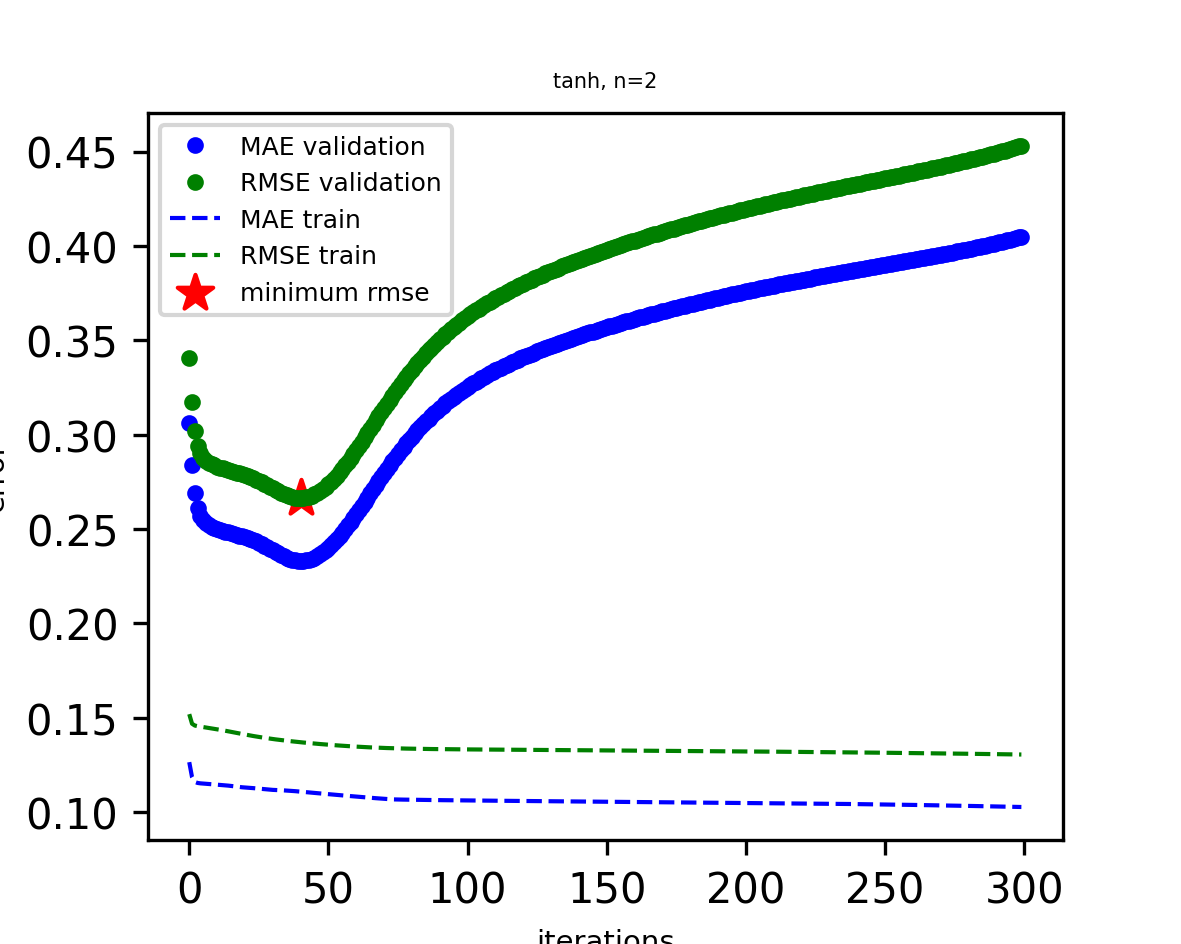 tanh, n=2
MAE validation
RMSE validation
MAE train
RMSE train
minimum rmse
0.45
0.40
0.35
0.30
0.25
0.20
0.15
0.10
0 50 100 150 200 250 300
iterations